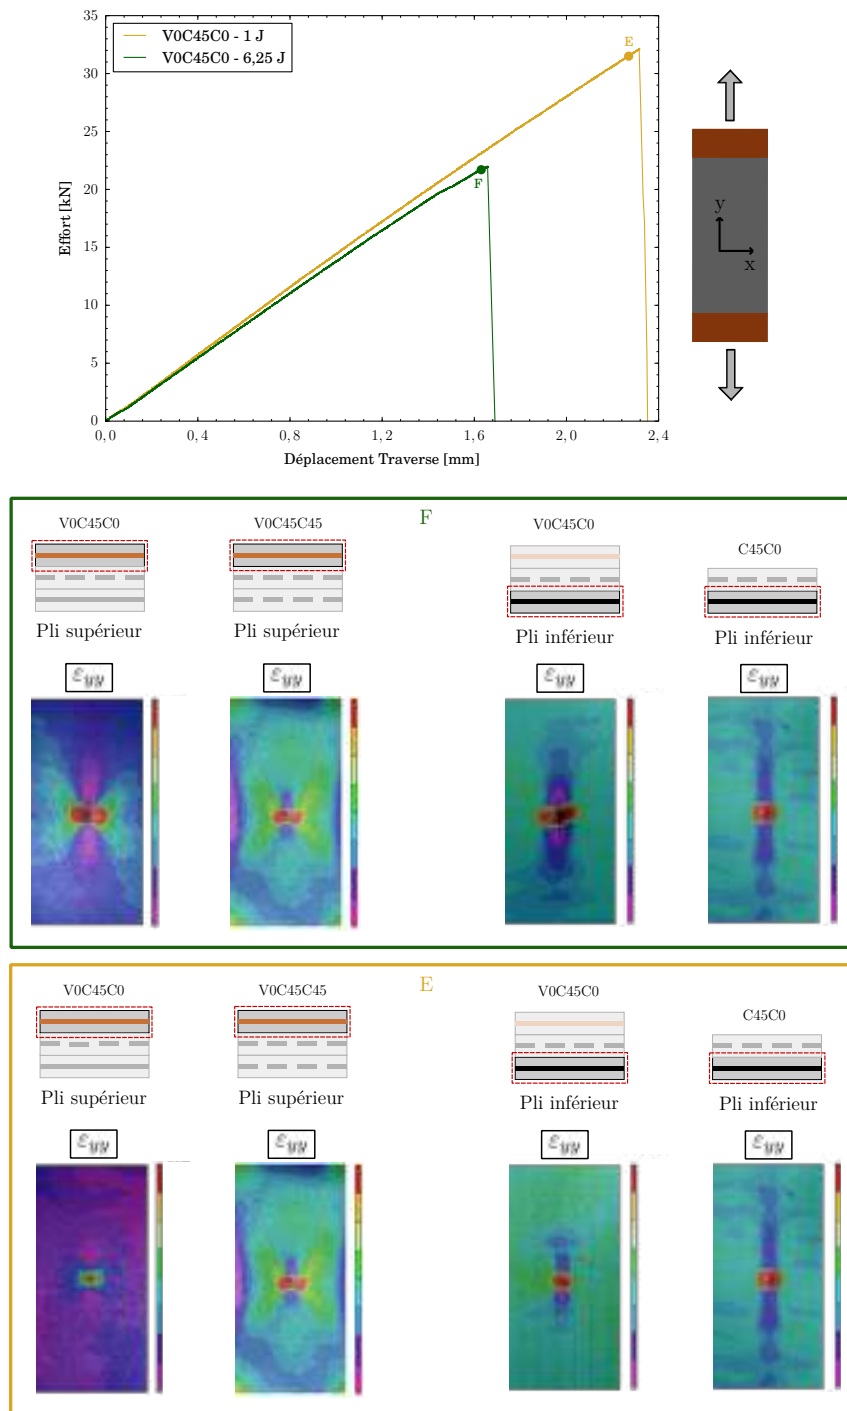 V0C45C0 - 1 J
V0C45C0 - 6,25 J
E
F
35
30
25
20
15
10
5
0
Effort [kN]
0,0
0,4
0,8
1,2
1,6
2,0
2,4
Déplacement Traverse [mm]
y
x
F
V0C45C0
V0C45C45
V0C45C0
C45C0
Pli supérieur
Pli supérieur
Pli inférieur
Pli inférieur
εyy
εyy
εyy
εyy
E
V0C45C0
V0C45C45
V0C45C0
C45C0
Pli supérieur
Pli supérieur
Pli inférieur
Pli inférieur
εyy
εyy
εyy
εyy